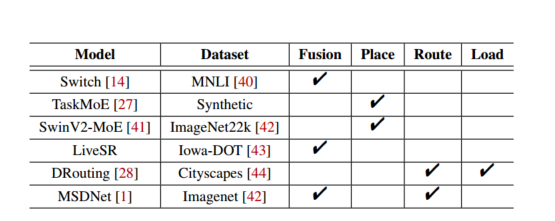 Model Dataset Fusion Place Route Load
Switch [14] MNLI [40] ✔
TaskMoE [27] Synthetic ✔
SwinV2-MoE [41] ImageNet22k [42] ✔
LiveSR Iowa-DOT [43] ✔
DRouting [28] Cityscapes [44] ✔ ✔
MSDNet [1] Imagenet [42] ✔ ✔